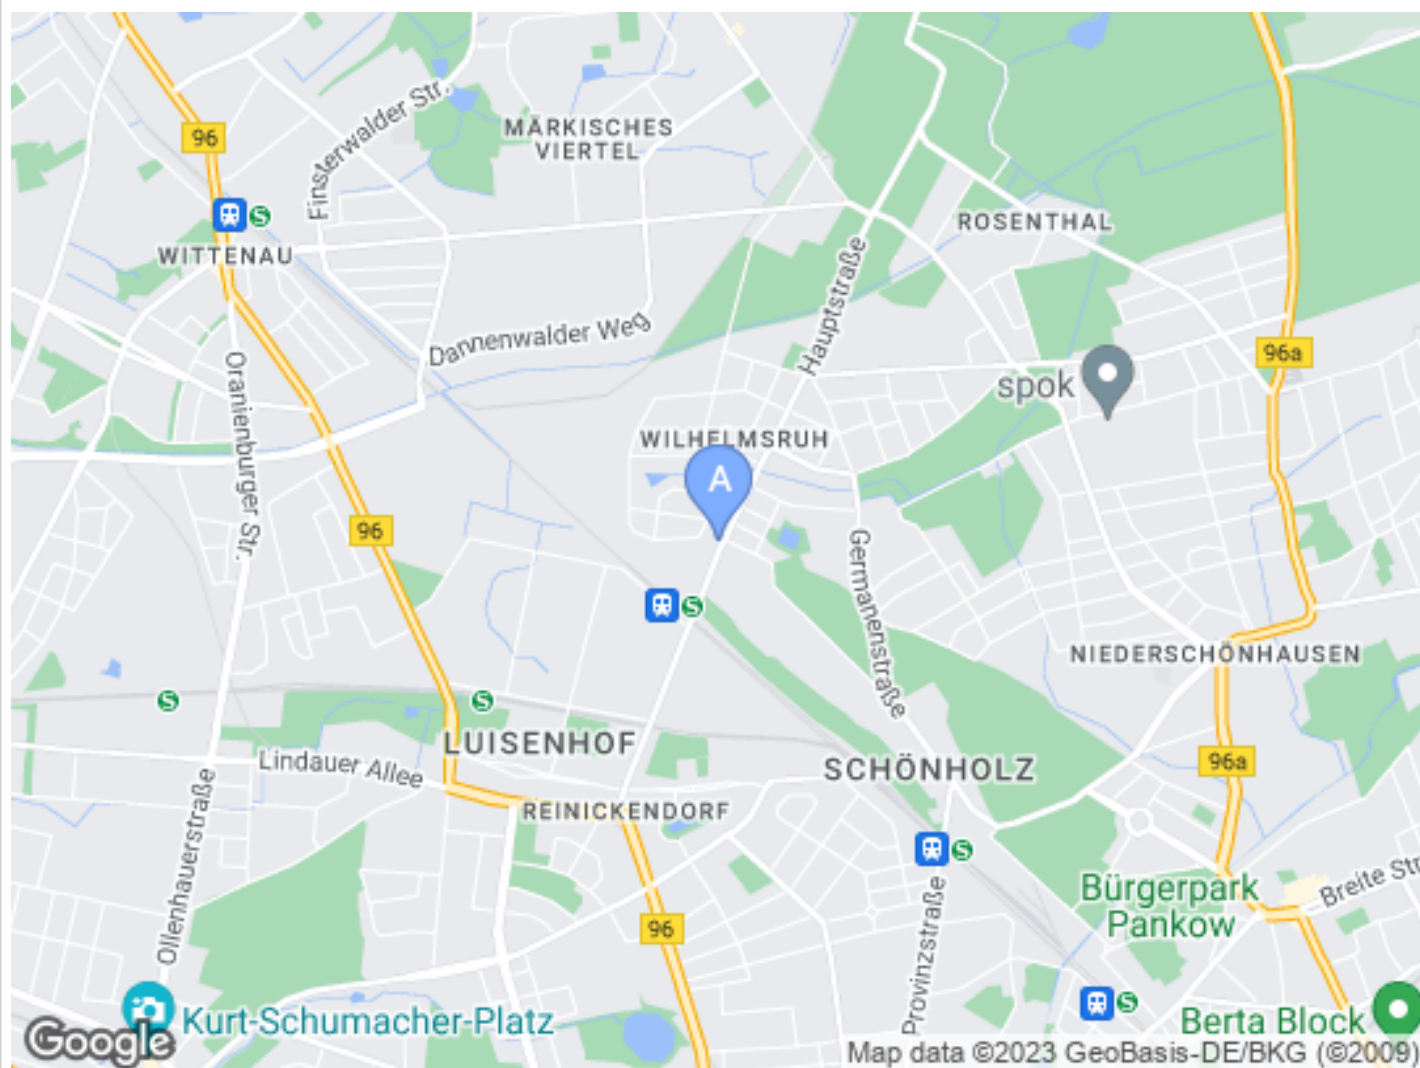 96
MÄRKISCHES
VIERTEL
Finsterwalder Str.
S
WITTENAU
ROSENTHAL
Hauptstraße
Dannenwalder Weg
96a
spok
Oranienburger Str.
WILHELMSRUH
A
96
Germanenstraße
S
NIEDERSCHÖNHAUSEN
S
S
LUISENHOF
Lindauer Allee
SCHÖNHOLZ
96a
REINICKENDORF
Ollenhauerstraße
S
Bürgerpark
Pankow
Breite Str
96
Provinzstraße
S
Kurt-Schumacher-Platz
Berta Block
Google
Map data ©2023 GeoBasis-DE/BKG (©2009)